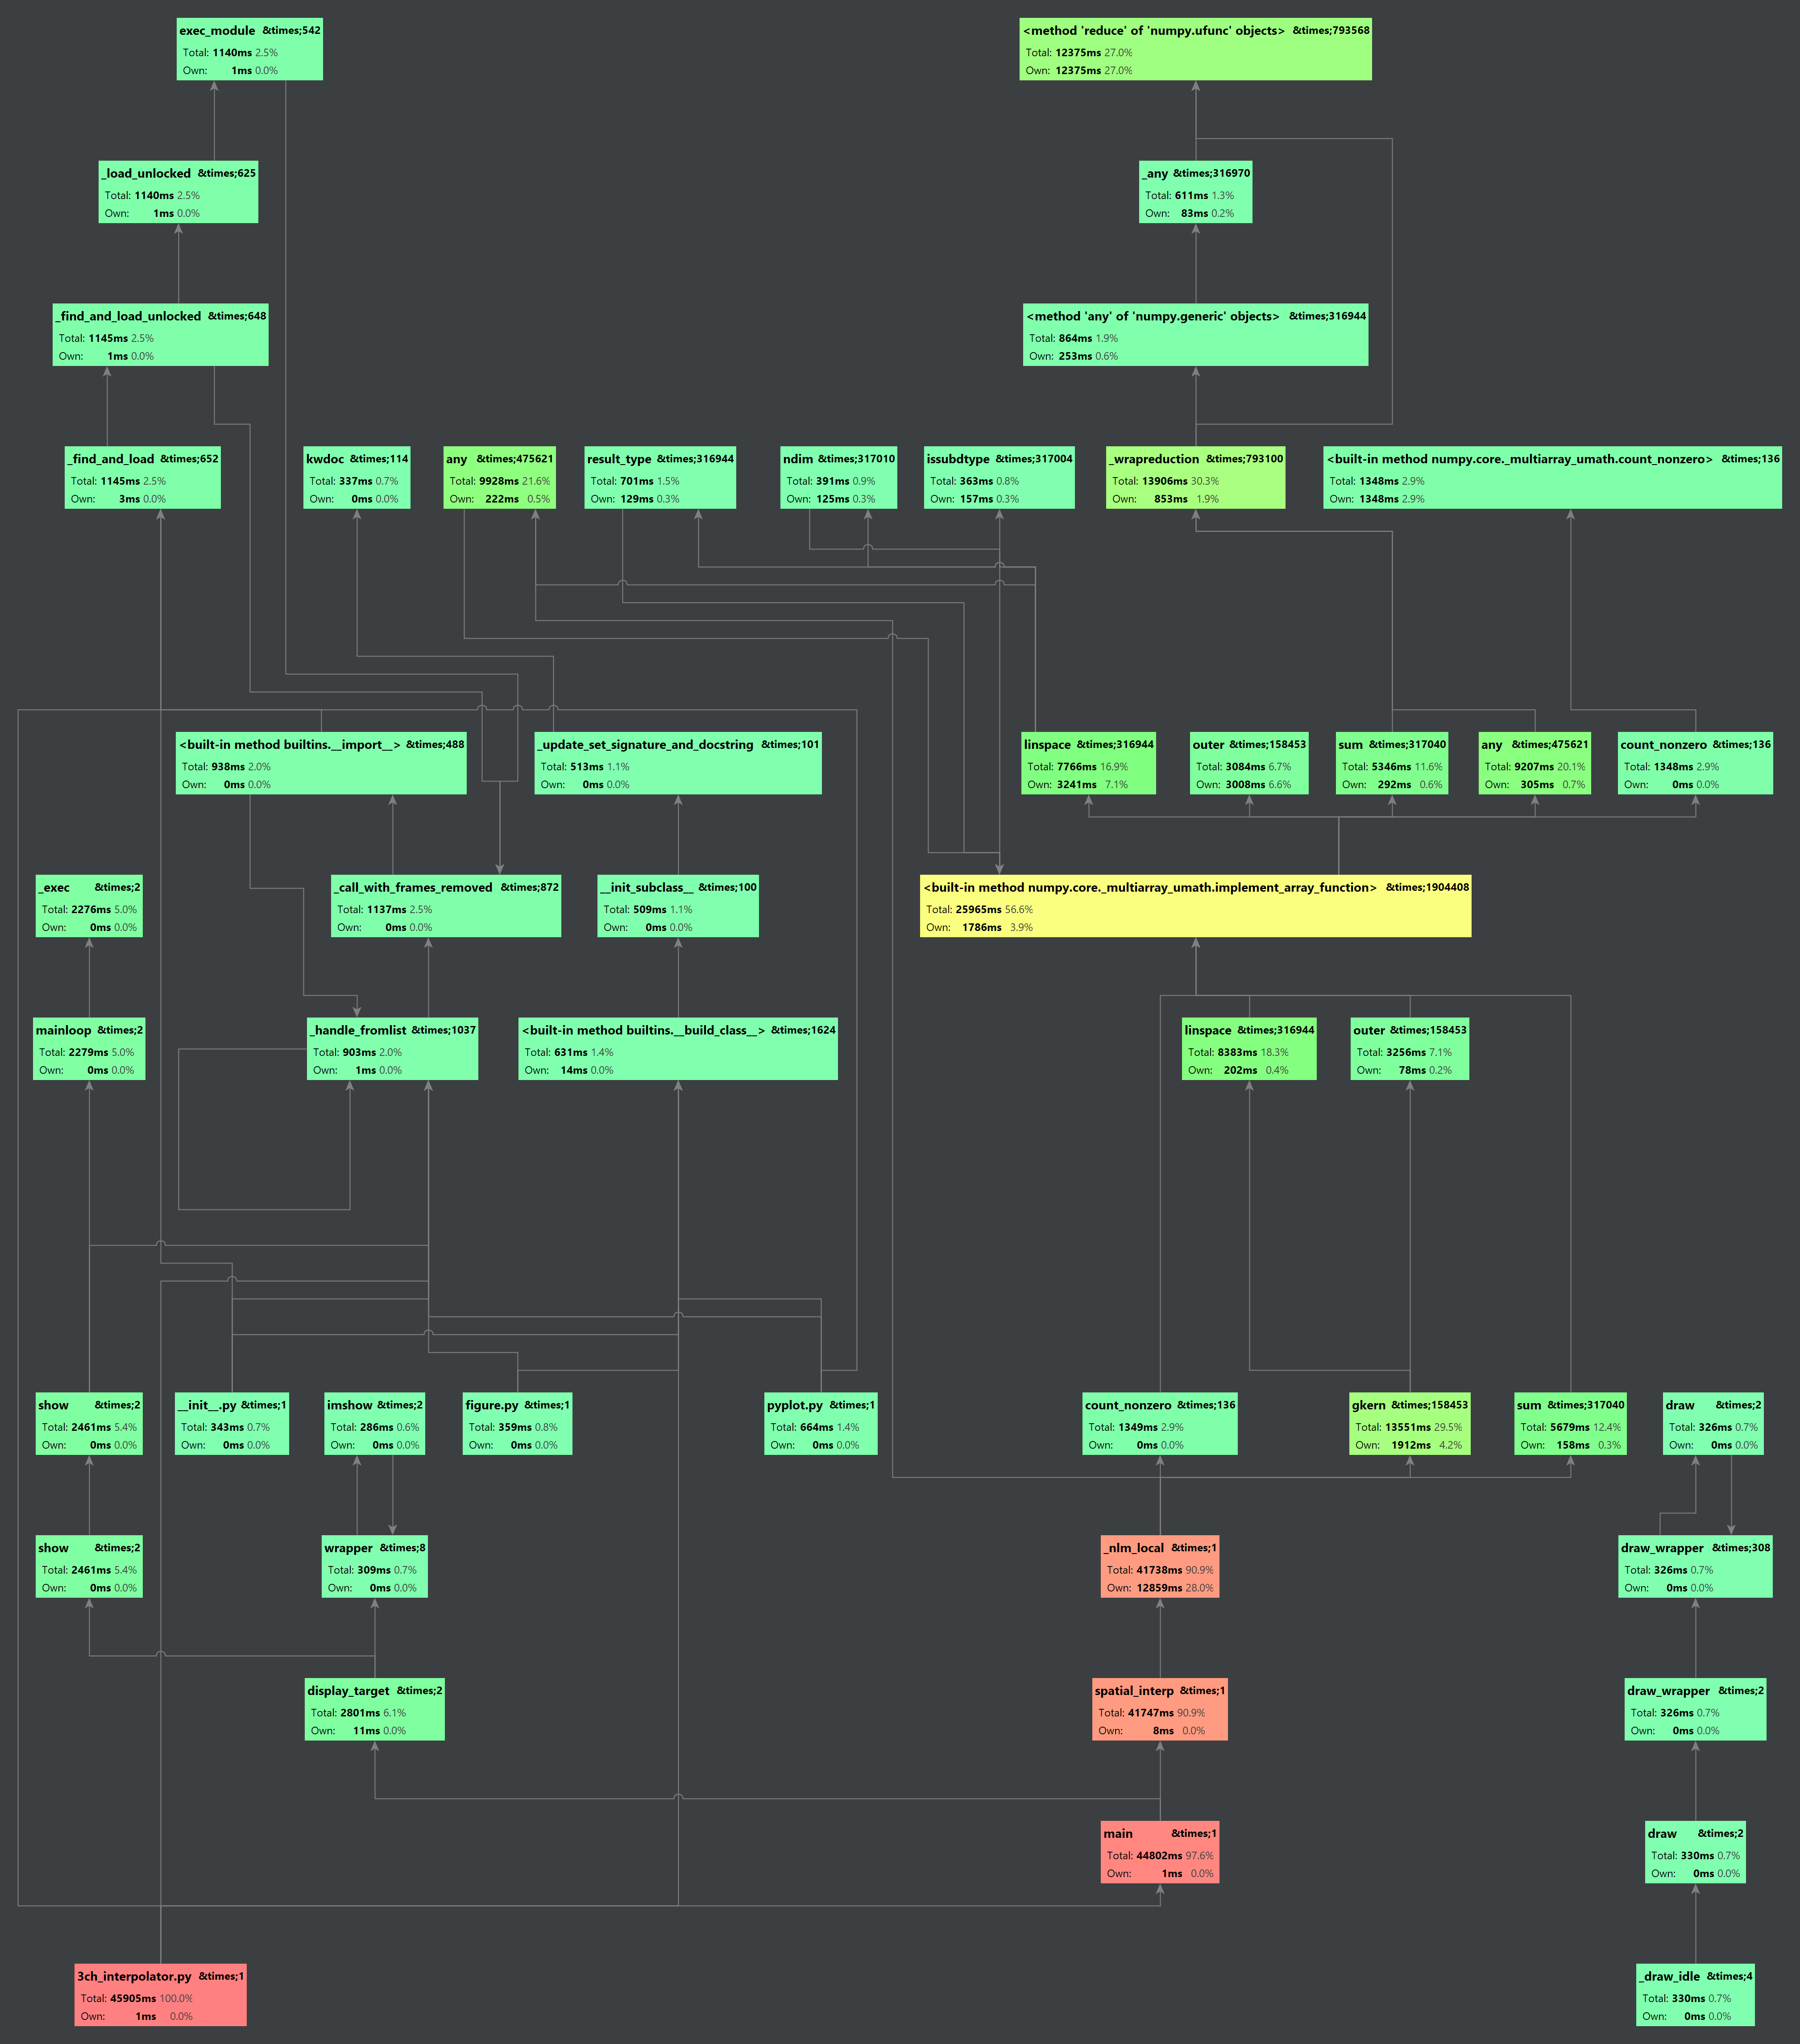 exec_module &times;542
Total: 1140ms 2.5%
Own: 1ms 0.0%
<method 'reduce' of 'numpy.ufunc' objects> &times;793568
Total: 12375ms 27.0%
Own: 12375ms 27.0%
_load_unlocked &times;625
Total: 1140ms 2.5%
Own: 1ms 0.0%
_any &times;316970
Total: 611ms 1.3%
Own: 83ms 0.2%
_find_and_load_unlocked &times;648
Total: 1145ms 2.5%
Own: 1ms 0.0%
<method 'any' of 'numpy.generic' objects> &times;316944
Total: 864ms 1.9%
Own: 253ms 0.6%
_find_and_load &times;652
Total: 1145ms 2.5%
Own: 3ms 0.0%
kwdoc &times;114
Total: 337ms 0.7%
Own: 0ms 0.0%
any &times;475621
Total: 9928ms 21.6%
Own: 222ms 0.5%
result_type &times;316944
Total: 701ms 1.5%
Own: 129ms 0.3%
ndim &times;317010
Total: 391ms 0.9%
Own: 125ms 0.3%
issubdtype &times;317004
Total: 363ms 0.8%
Own: 157ms 0.3%
_wrapreduction &times;793100
Total: 13906ms 30.3%
Own: 853ms 1.9%
<built-in method numpy.core._multiarray_umath.count_nonzero> &times;136
Total: 1348ms 2.9%
Own: 1348ms 2.9%
<built-in method builtins.__import__> &times;488
Total: 938ms 2.0%
Own: 0ms 0.0%
_update_set_signature_and_docstring &times;101
Total: 513ms 1.1%
Own: 0ms 0.0%
linspace &times;316944
Total: 7766ms 16.9%
Own: 3241ms 7.1%
outer &times;158453
Total: 3084ms 6.7%
Own: 3008ms 6.6%
sum &times;317040
Total: 5346ms 11.6%
Own: 292ms 0.6%
any &times;475621
Total: 9207ms 20.1%
Own: 305ms 0.7%
count_nonzero &times;136
Total: 1348ms 2.9%
Own: 0ms 0.0%
_exec &times;2
Total: 2276ms 5.0%
Own: 0ms 0.0%
_call_with_frames_removed &times;872
Total: 1137ms 2.5%
Own: 0ms 0.0%
__init_subclass__ &times;100
Total: 509ms 1.1%
Own: 0ms 0.0%
<built-in method numpy.core._multiarray_umath.implement_array_function> &times;1904408
Total: 25965ms 56.6%
Own: 1786ms 3.9%
mainloop &times;2
Total: 2279ms 5.0%
Own: 0ms 0.0%
_handle_fromlist &times;1037
Total: 903ms 2.0%
Own: 1ms 0.0%
<built-in method builtins.__build_class__> &times;1624
Total: 631ms 1.4%
Own: 14ms 0.0%
linspace &times;316944
Total: 8383ms 18.3%
Own: 202ms 0.4%
outer &times;158453
Total: 3256ms 7.1%
Own: 78ms 0.2%
show &times;2
Total: 2461ms 5.4%
Own: 0ms 0.0%
__init__.py &times;1
Total: 343ms 0.7%
Own: 0ms 0.0%
imshow &times;2
Total: 286ms 0.6%
Own: 0ms 0.0%
figure.py &times;1
Total: 359ms 0.8%
Own: 0ms 0.0%
pyplot.py &times;1
Total: 664ms 1.4%
Own: 0ms 0.0%
count_nonzero &times;136
Total: 1349ms 2.9%
Own: 0ms 0.0%
gkern &times;158453
Total: 13551ms 29.5%
Own: 1912ms 4.2%
sum &times;317040
Total: 5679ms 12.4%
Own: 158ms 0.3%
draw &times;2
Total: 326ms 0.7%
Own: 0ms 0.0%
show &times;2
Total: 2461ms 5.4%
Own: 0ms 0.0%
wrapper &times;8
Total: 309ms 0.7%
Own: 0ms 0.0%
_nlm_local &times;1
Total: 41738ms 90.9%
Own: 12859ms 28.0%
draw_wrapper &times;308
Total: 326ms 0.7%
Own: 0ms 0.0%
display_target &times;2
Total: 2801ms 6.1%
Own: 11ms 0.0%
spatial_interp &times;1
Total: 41747ms 90.9%
Own: 8ms 0.0%
draw_wrapper &times;2
Total: 326ms 0.7%
Own: 0ms 0.0%
main &times;1
Total: 44802ms 97.6%
Own: 1ms 0.0%
draw &times;2
Total: 330ms 0.7%
Own: 0ms 0.0%
3ch_interpolator.py &times;1
Total: 45905ms 100.0%
Own: 1ms 0.0%
_draw_idle &times;4
Total: 330ms 0.7%
Own: 0ms 0.0%